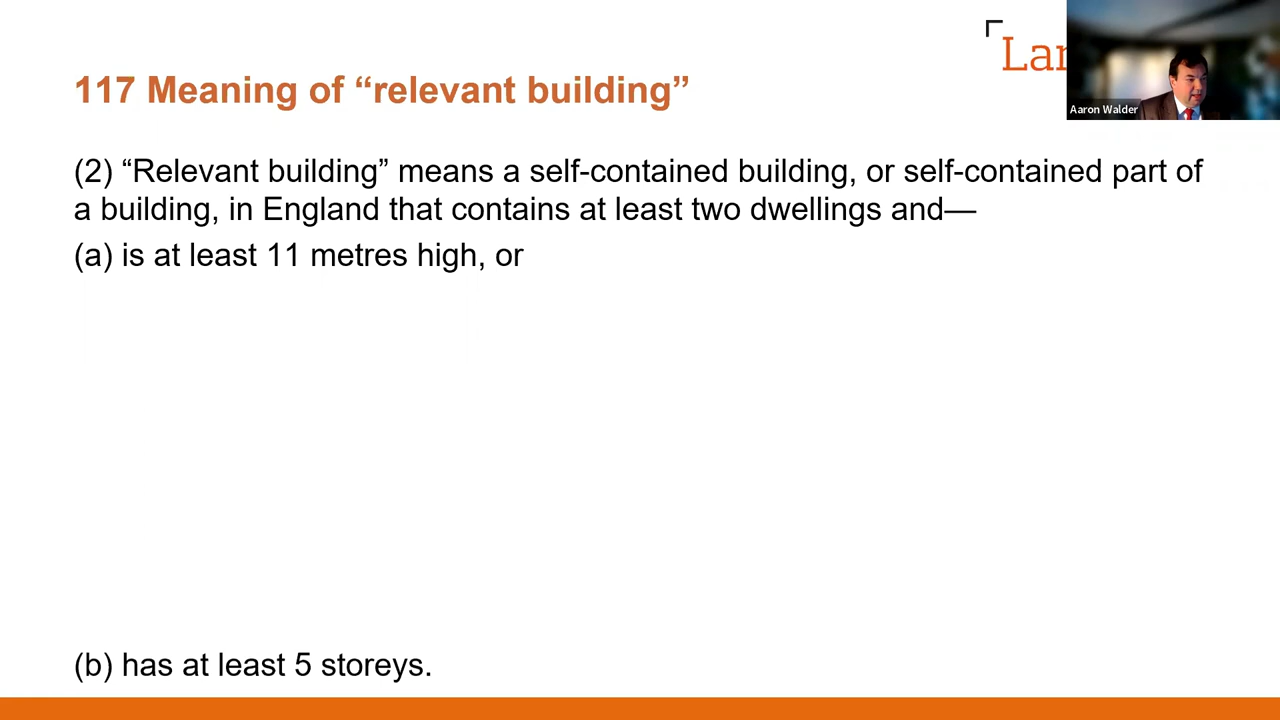 117 Meaning of “relevant building”
Aaron Walder
(2) “Relevant building” means a self-contained building, or self-contained part of
a building, in England that contains at least two dwellings and—
(a) is at least 11 metres high, or
(b) has at least 5 storeys.